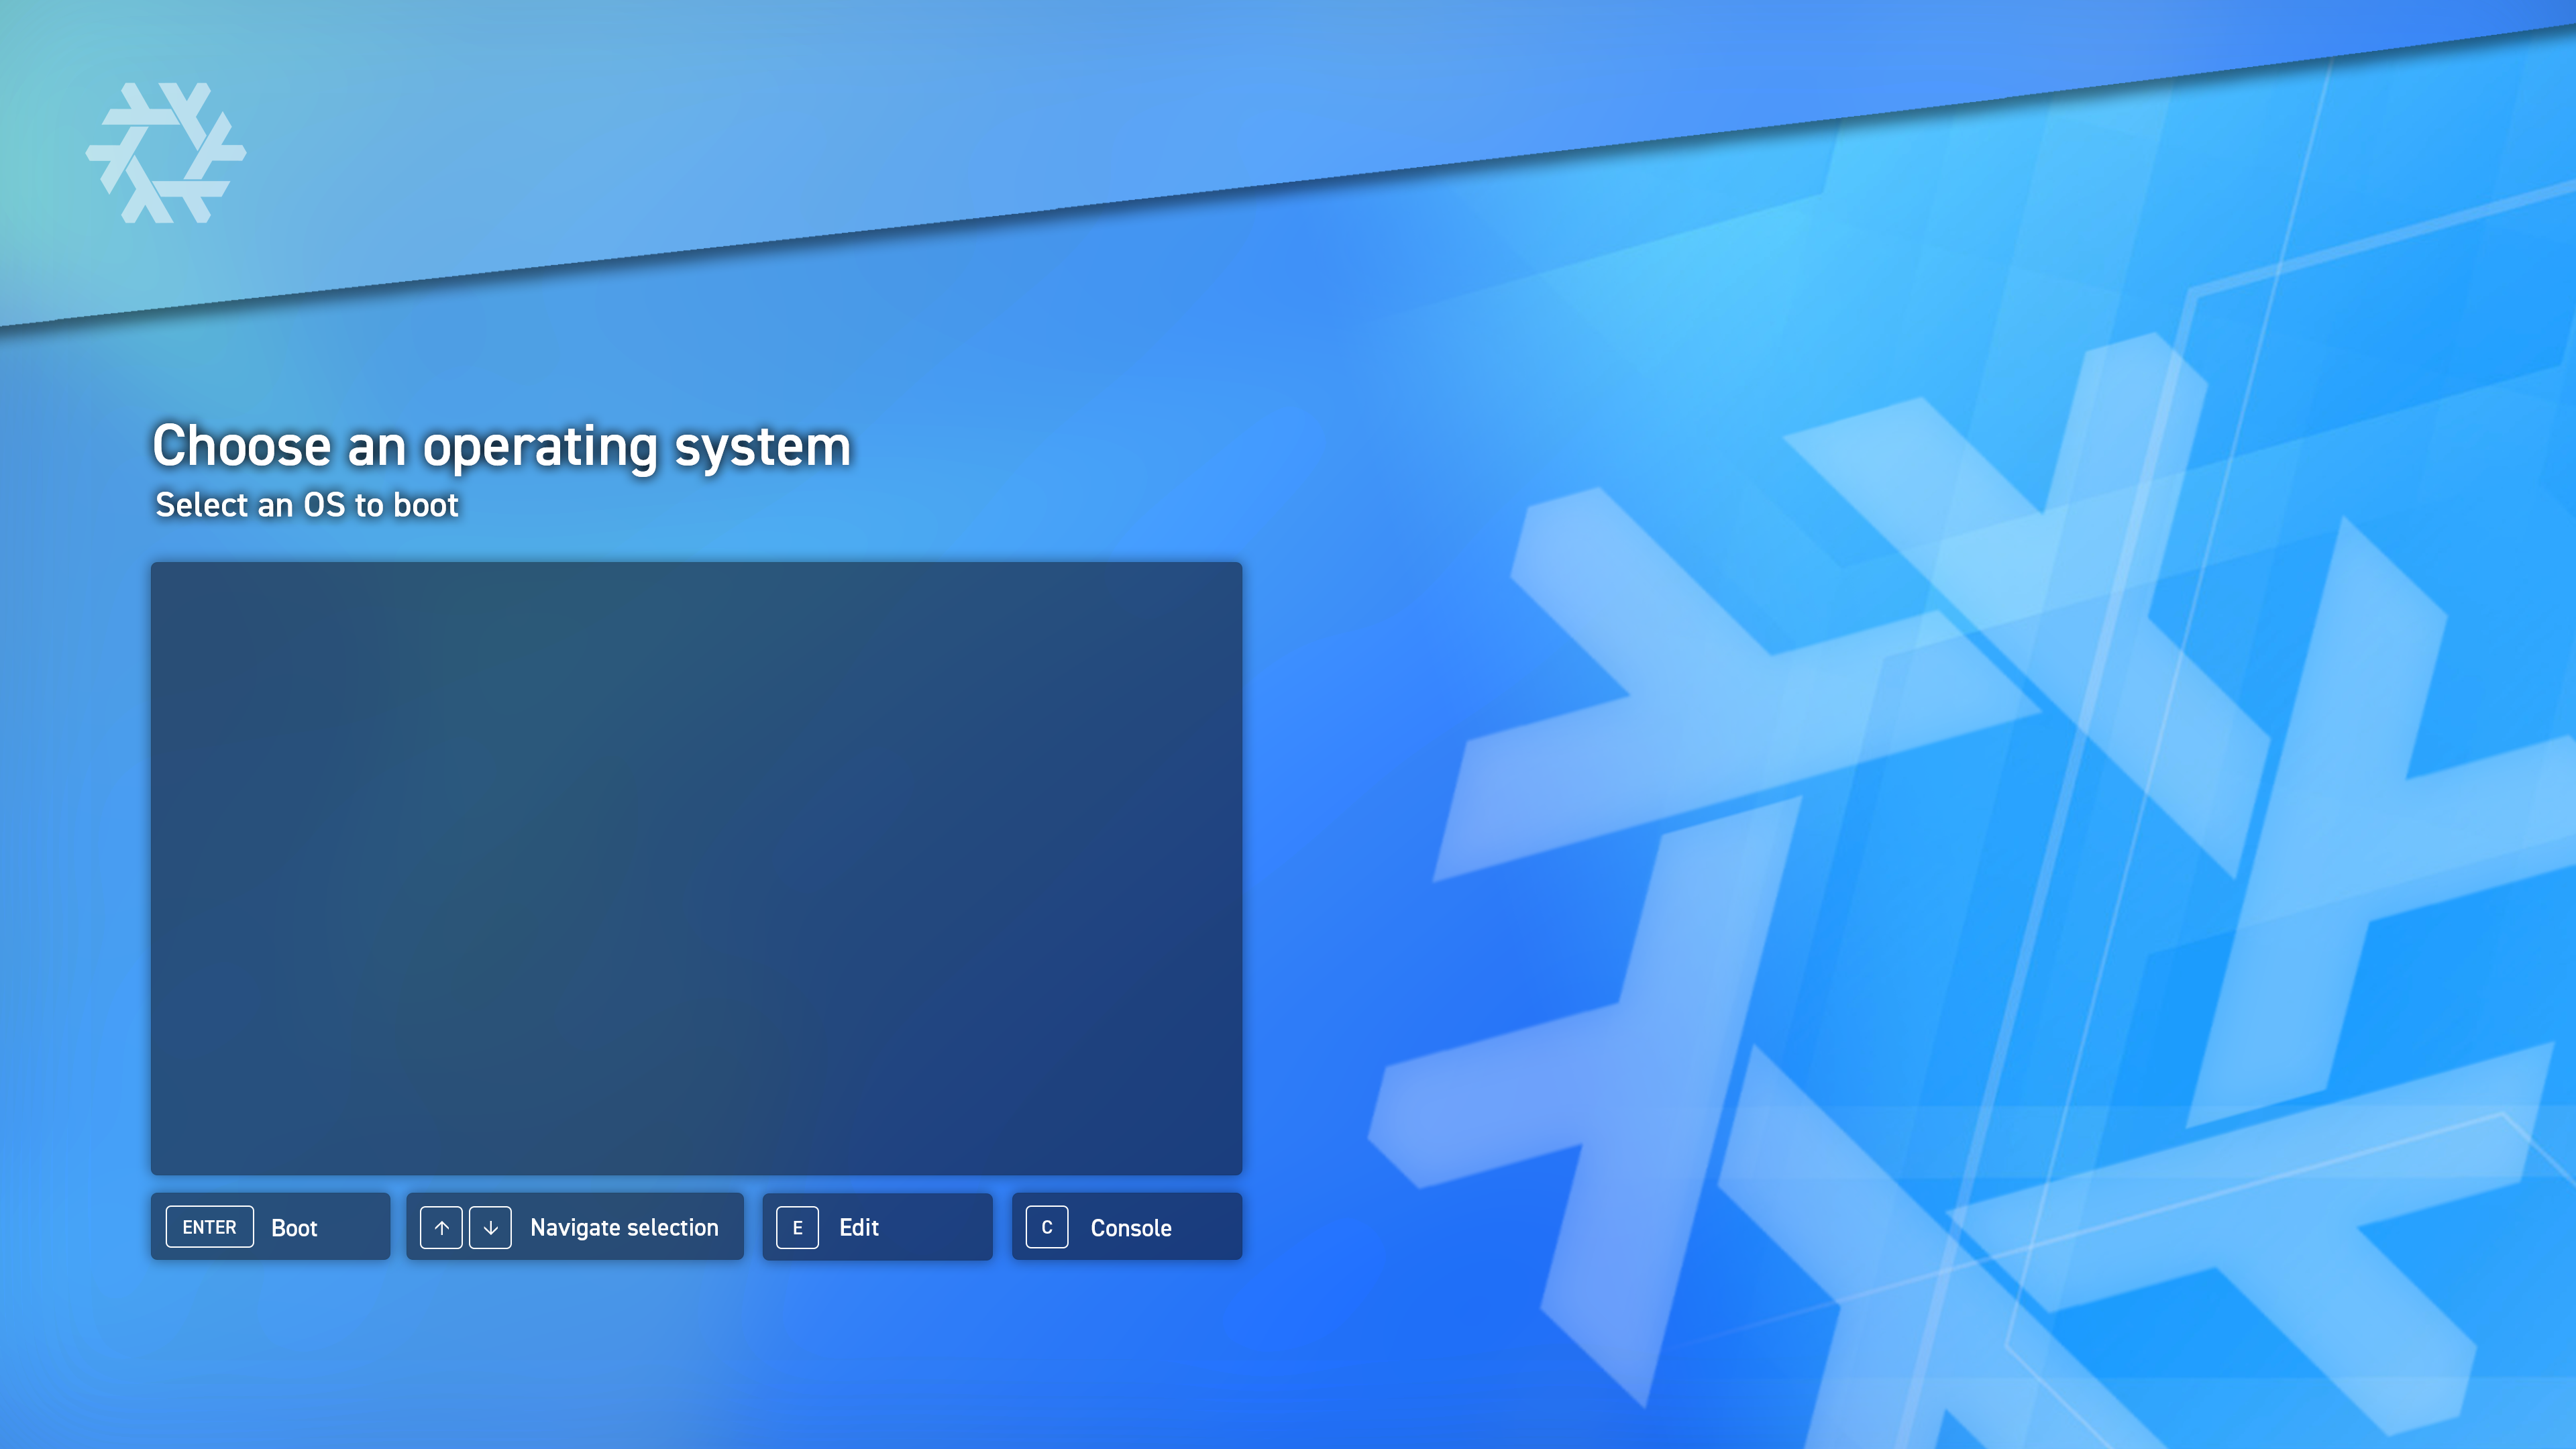 Choose an operating system
Select an OS to boot
ENTER Boot ↑ ↓ Navigate selection E Edit C Console